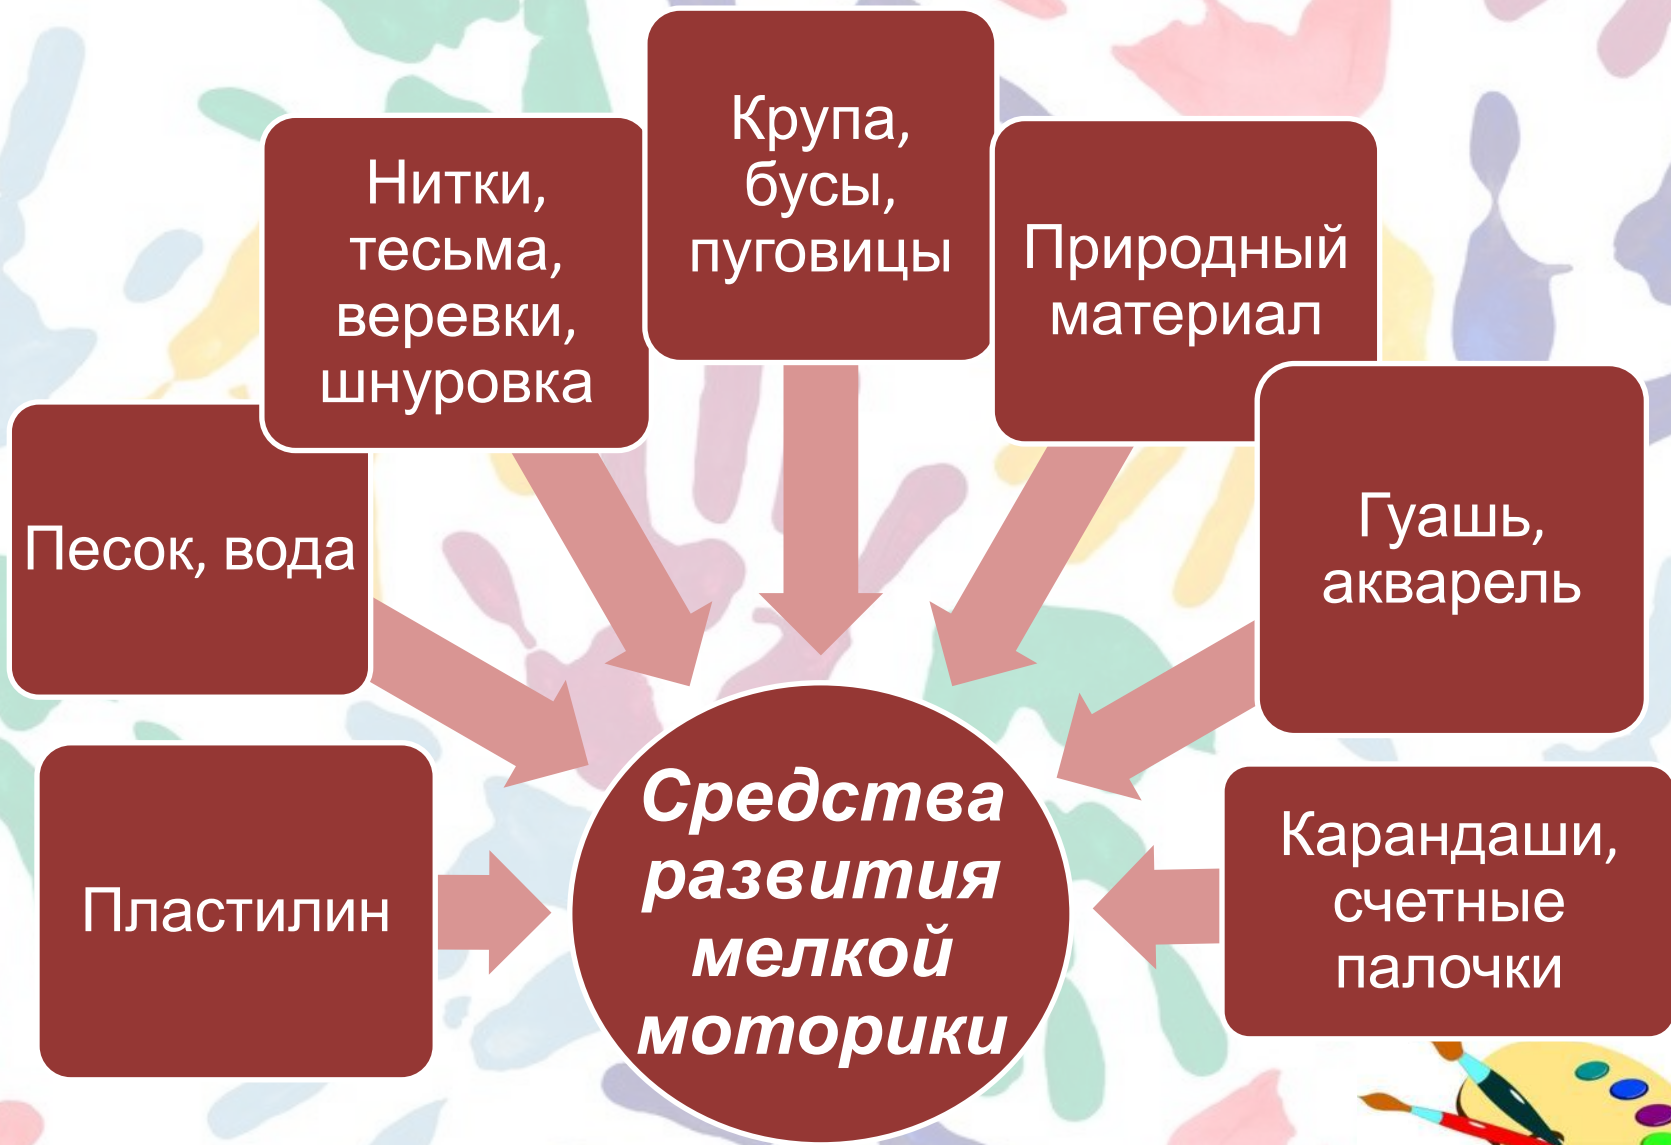 Крупа,
бусы,
пуговицы
Нитки,
тесьма,
веревки,
шнуровка
Природный
материал
Песок, вода
Гуашь,
акварель
Пластилин
Карандаши,
счетные
палочки
Средства
развития
мелкой
моторики